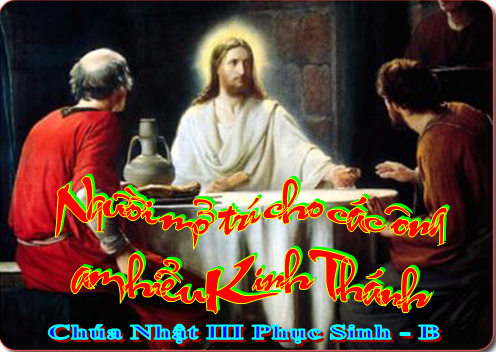 Người mở trí cho các ông
am hiểu Kinh Thánh
Chúa Nhật III Phục Sinh - B